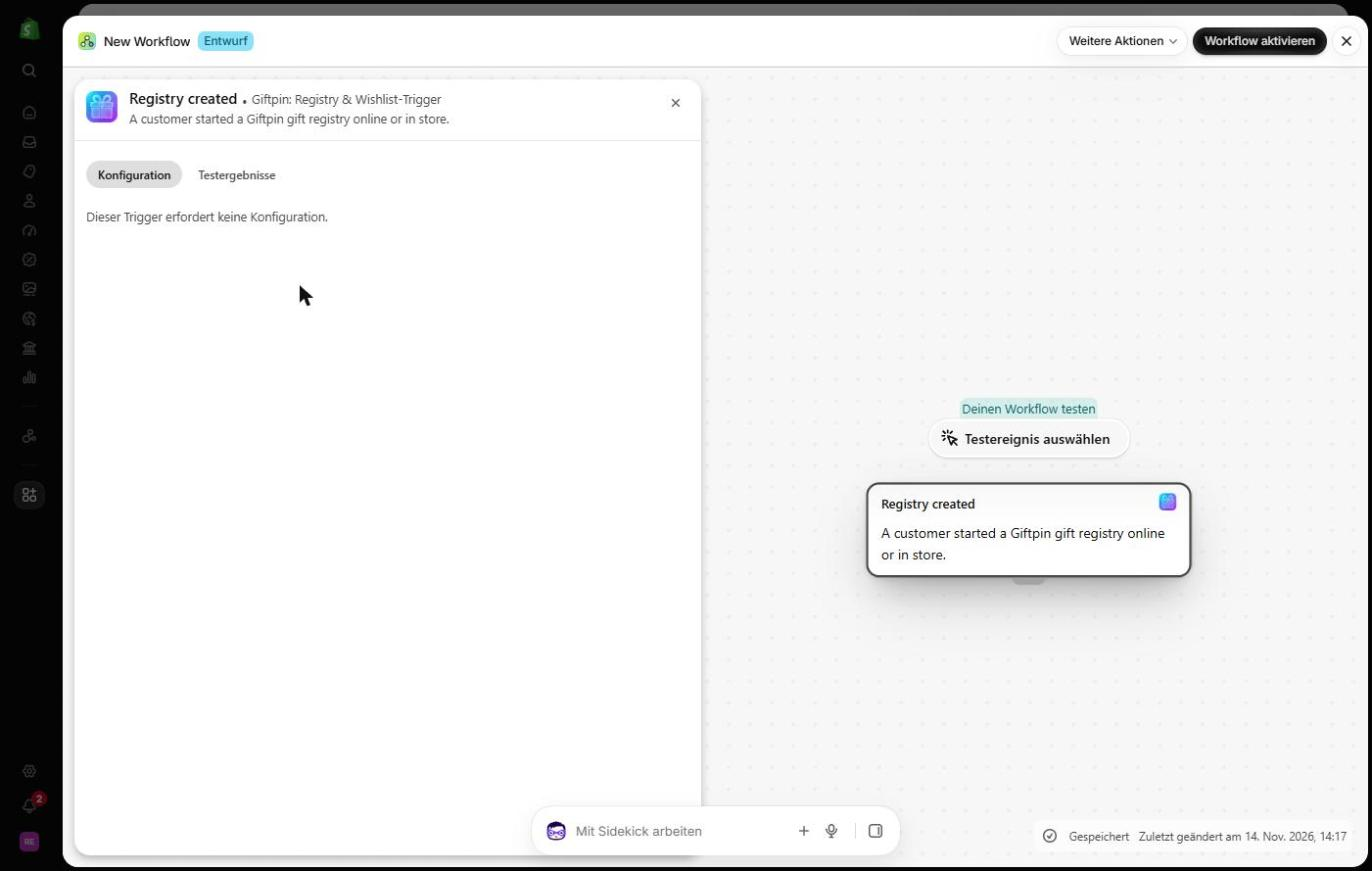 New Workflow Entwurf Weitere Aktionen Workflow aktivieren
Registry created • Giftpin: Registry & Wishlist-Trigger
A customer started a Giftpin gift registry online or in store.
Konfiguration Testergebnisse
Dieser Trigger erfordert keine Konfiguration.
Deinen Workflow testen
Testereignis auswählen
Registry created
A customer started a Giftpin gift registry online
or in store.
2
RE
Mit Sidekick arbeiten
Gespeichert Zuletzt geändert am 14. Nov. 2026, 14:17